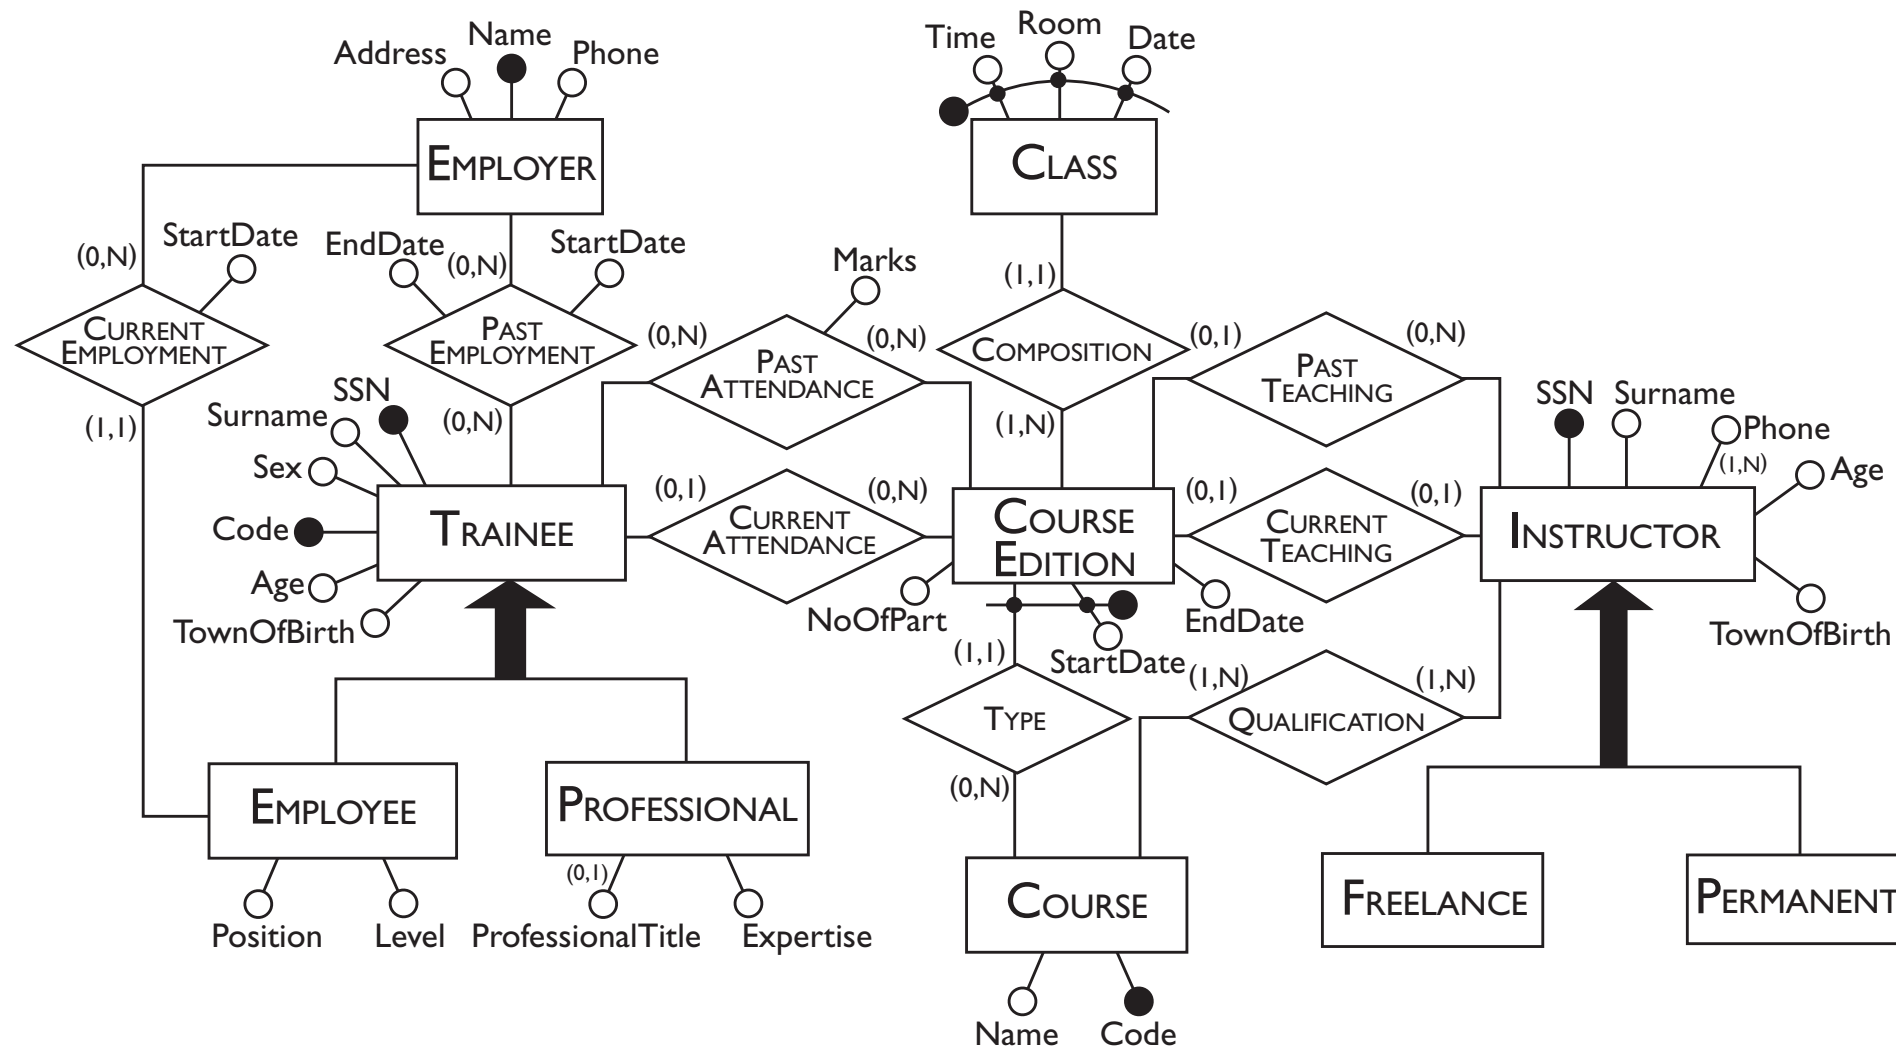 Name
Room
Address
Phone
Time
Date
EMPLOYER
CLASS
StartDate
EndDate
StartDate
(0,N)
(0,N)
Marks
(1,1)
CURRENT
EMPLOYMENT
PAST
EMPLOYMENT
(0,N)
(0,N)
PAST
ATTENDANCE
COMPOSITION
(0,1)
(0,N)
PAST
TEACHING
(1,1)
(0,N)
(1,N)
SSN
Surname
Sex
Code
Age
TownOfBirth
TRAINEE
(0,1)
(0,N)
CURRENT
ATTENDANCE
COURSE
EDITION
(0,1)
(0,1)
CURRENT
TEACHING
SSN
Surname
Phone
(1,N)
Age
INSTRUCTOR
TownOfBirth
NoOfPart
EndDate
StartDate
(1,1)
TYPE
(0,N)
(1,N)
(1,N)
QUALIFICATION
EMPLOYEE
PROFESSIONAL
(0,1)
Position
Level
ProfessionalTitle
Expertise
COURSE
Name
Code
FREELANCE
PERMANENT